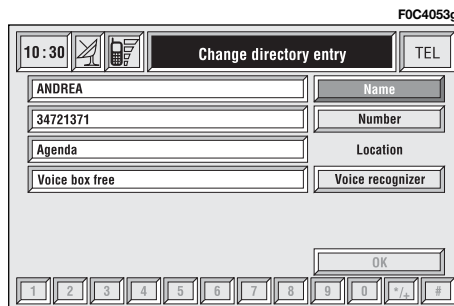 F0C4053g
10:30 Change directory entry TEL
ANDREA Name
34721371 Number
Agenda Location
Voice box free Voice recognizer
OK
1 2 3 4 5 6 7 8 9 0 */+ #